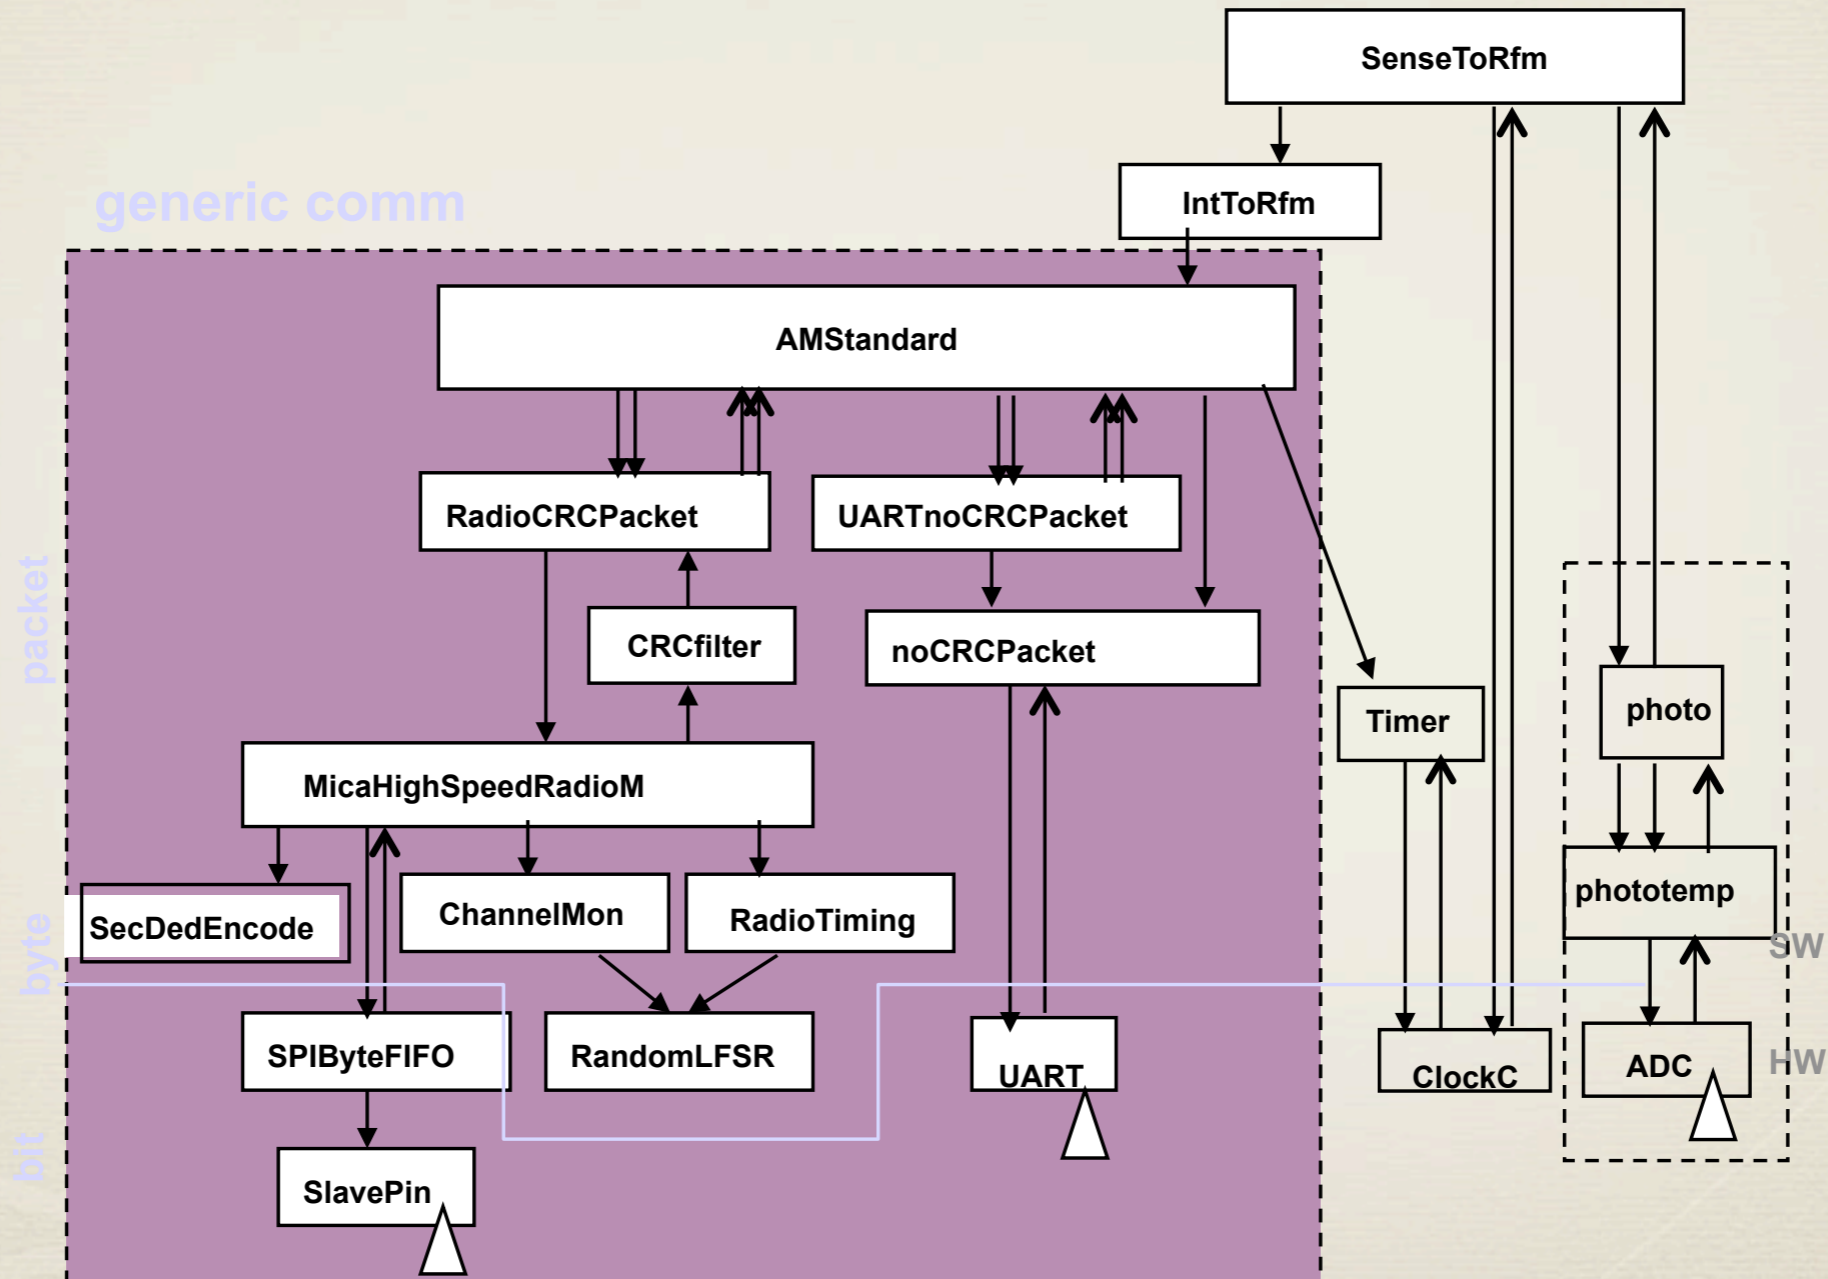 SenseToRfm
IntToRfm
generic comm
AMStandard
RadioCRCPacket
UARTnoCRCPacket
packet
CRCfilter
noCRCPacket
Timer
photo
MicaHighSpeedRadioM
phototemp
SecDedEncode
ChannelMon
RadioTiming
byte
SW
SPIByteFIFO
RandomLFSR
UART
ClockC
ADC
HW
bit
SlavePin